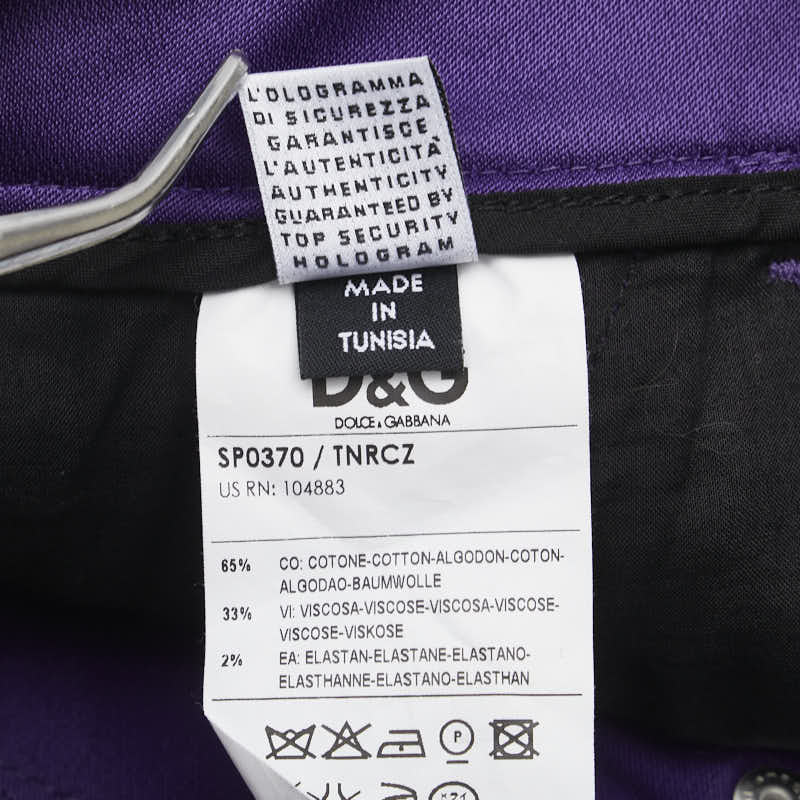 L'OLOGRAMMA
DI SICUREZZA
GARANTISCE
L'AUTENTICITÀ
AUTHENTICITY
GUARANTEED BY
TOP SECURITY
HOLOGRAM
MADE
IN
TUNISIA
D&G
DOLCE & GABBANA
SP0370 / TNRCZ
US RN: 104883
65% CO: COTONE-COTTON-ALGODON-COTON-
ALGODAO-BAUMWOLLE
33% VI: VISCOSA-VISCOSE-VISCOSA-VISCOSE-
VISCOSE-VISKOSE
2% EA: ELASTAN-ELASTANE-ELASTANO-
ELASTHANNE-ELASTANO-ELASTHAN
P